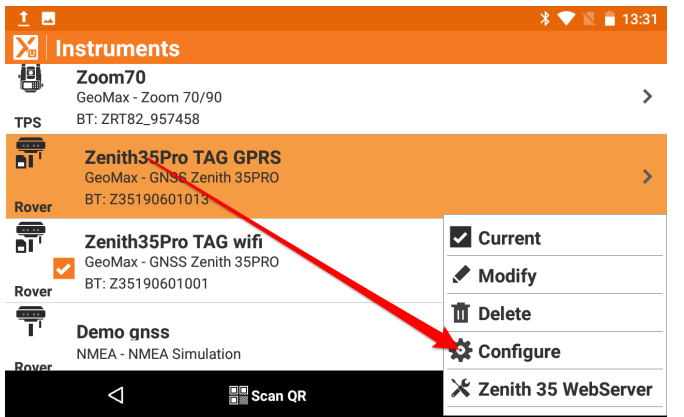 13:31
XU Instruments
Zoom70
GeoMax - Zoom 70/90
TPS
BT: ZRT82_957458
Zenith35Pro TAG GPRS
GeoMax - GNSS Zenith 35PRO
BT: Z35190601013
Rover
Zenith35Pro TAG wifi
GeoMax - GNSS Zenith 35PRO
BT: Z35190601001
Rover
Demo gnss
NMEA - NMEA Simulation
Rover
Current
Modify
Delete
Configure
Zenith 35 WebServer
Scan QR